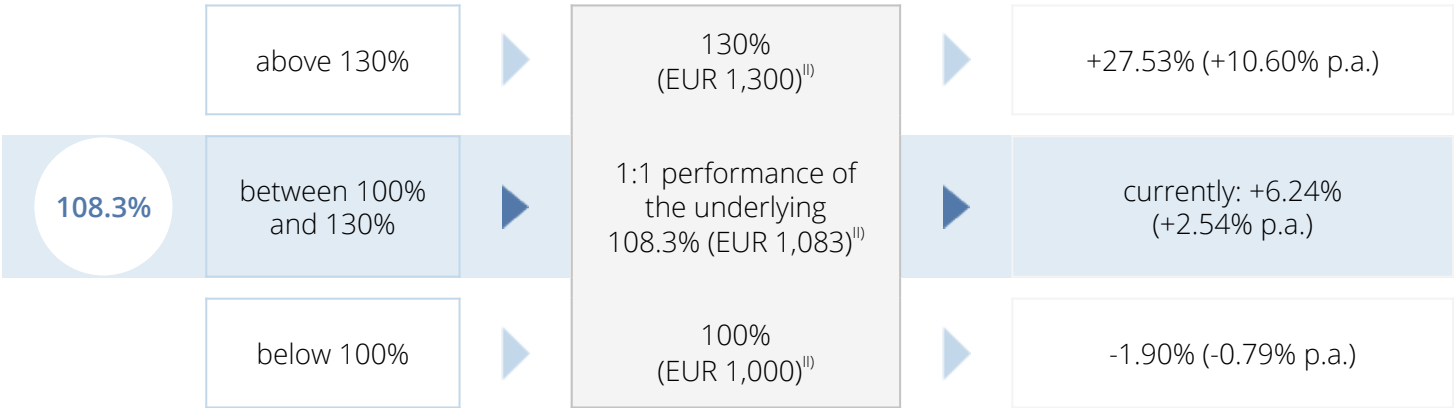 above 130%
130%
(EUR 1,300)II)
+27.53% (+10.60% p.a.)
108.3%
between 100%
and 130%
1:1 performance of
the underlying
108.3% (EUR 1,083)II)
currently: +6.24%
(+2.54% p.a.)
below 100%
100%
(EUR 1,000)II)
-1.90% (-0.79% p.a.)